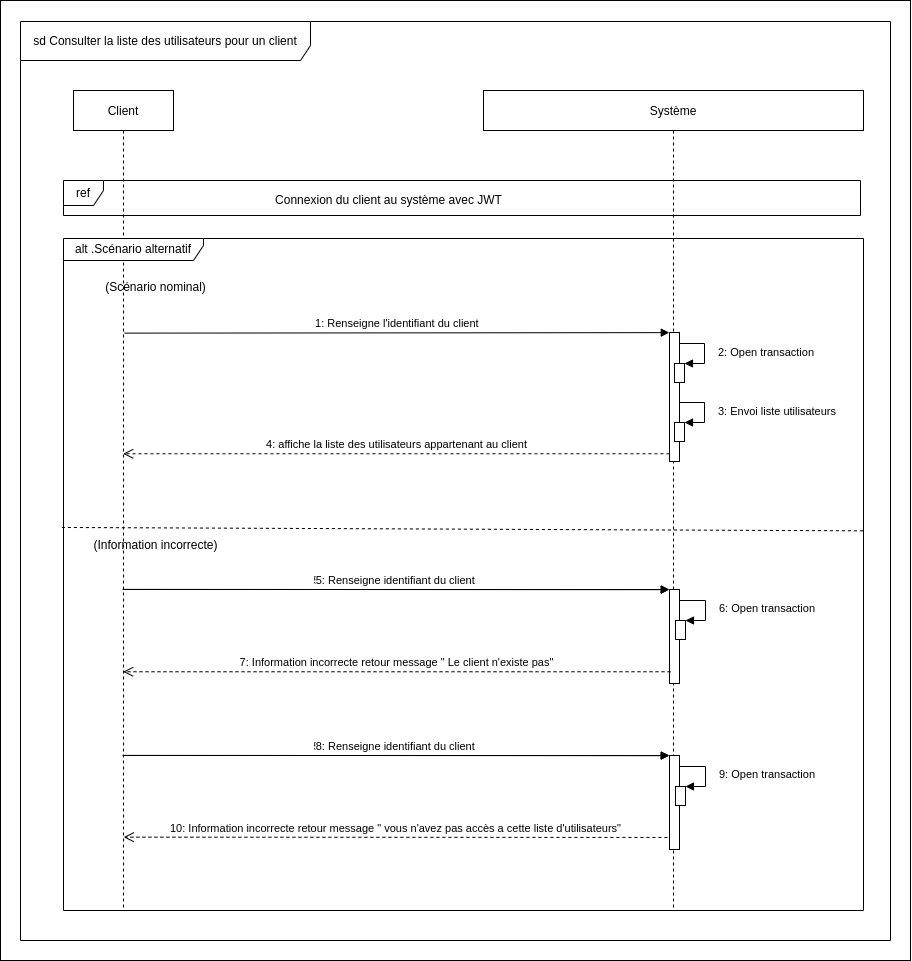 sd Consulter la liste des utilisateurs pour un client
Client
Système
ref
Connexion du client au système avec JWT
alt .Scénario alternatif
(Scénario nominal)
1: Renseigne l'identifiant du client
2: Open transaction
3: Envoi liste utilisateurs
4: affiche la liste des utilisateurs appartenant au client
(Information incorrecte)
!5: Renseigne identifiant du client
6: Open transaction
7: Information incorrecte retour message " Le client n'existe pas"
!8: Renseigne identifiant du client
9: Open transaction
10: Information incorrecte retour message " vous n'avez pas accès a cette liste d'utilisateurs"